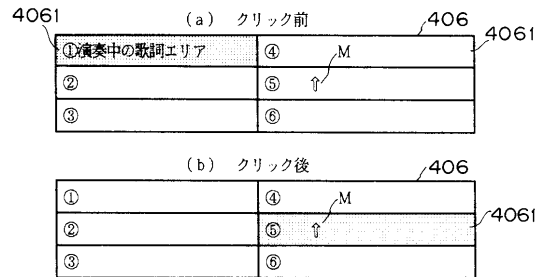 (a) クリック前
4061 406
①演奏中の歌詞エリア ④ M 4061
② ⑤ ⇧
③ ⑥
(b) クリック後
406
① ④ M
② ⑤ ⇧ 4061
③ ⑥